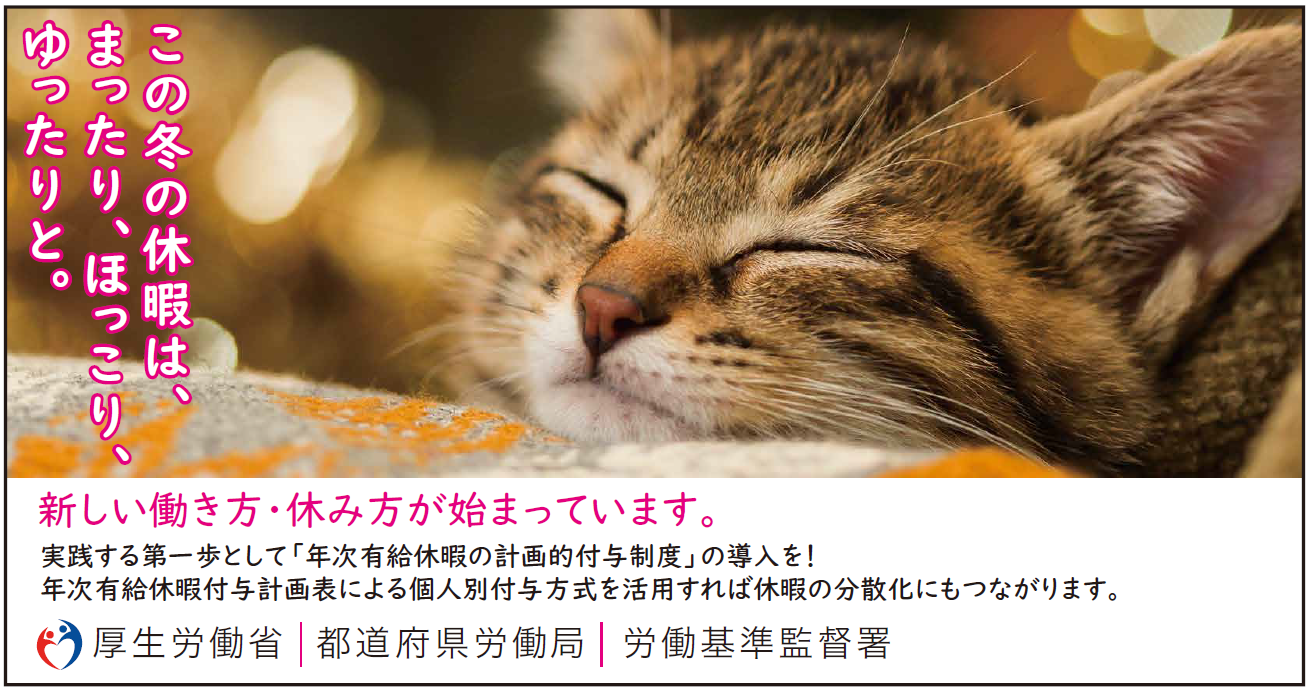 この冬の休暇は、
まったり、ほっこり、
ゆったりと。
新しい働き方・休み方が始まっています。
実践する第一歩として「年次有給休暇の計画的付与制度」の導入を!
年次有給休暇付与計画表による個人別付与方式を活用すれば休暇の分散化にもつながります。
厚生労働省 | 都道府県労働局 | 労働基準監督署